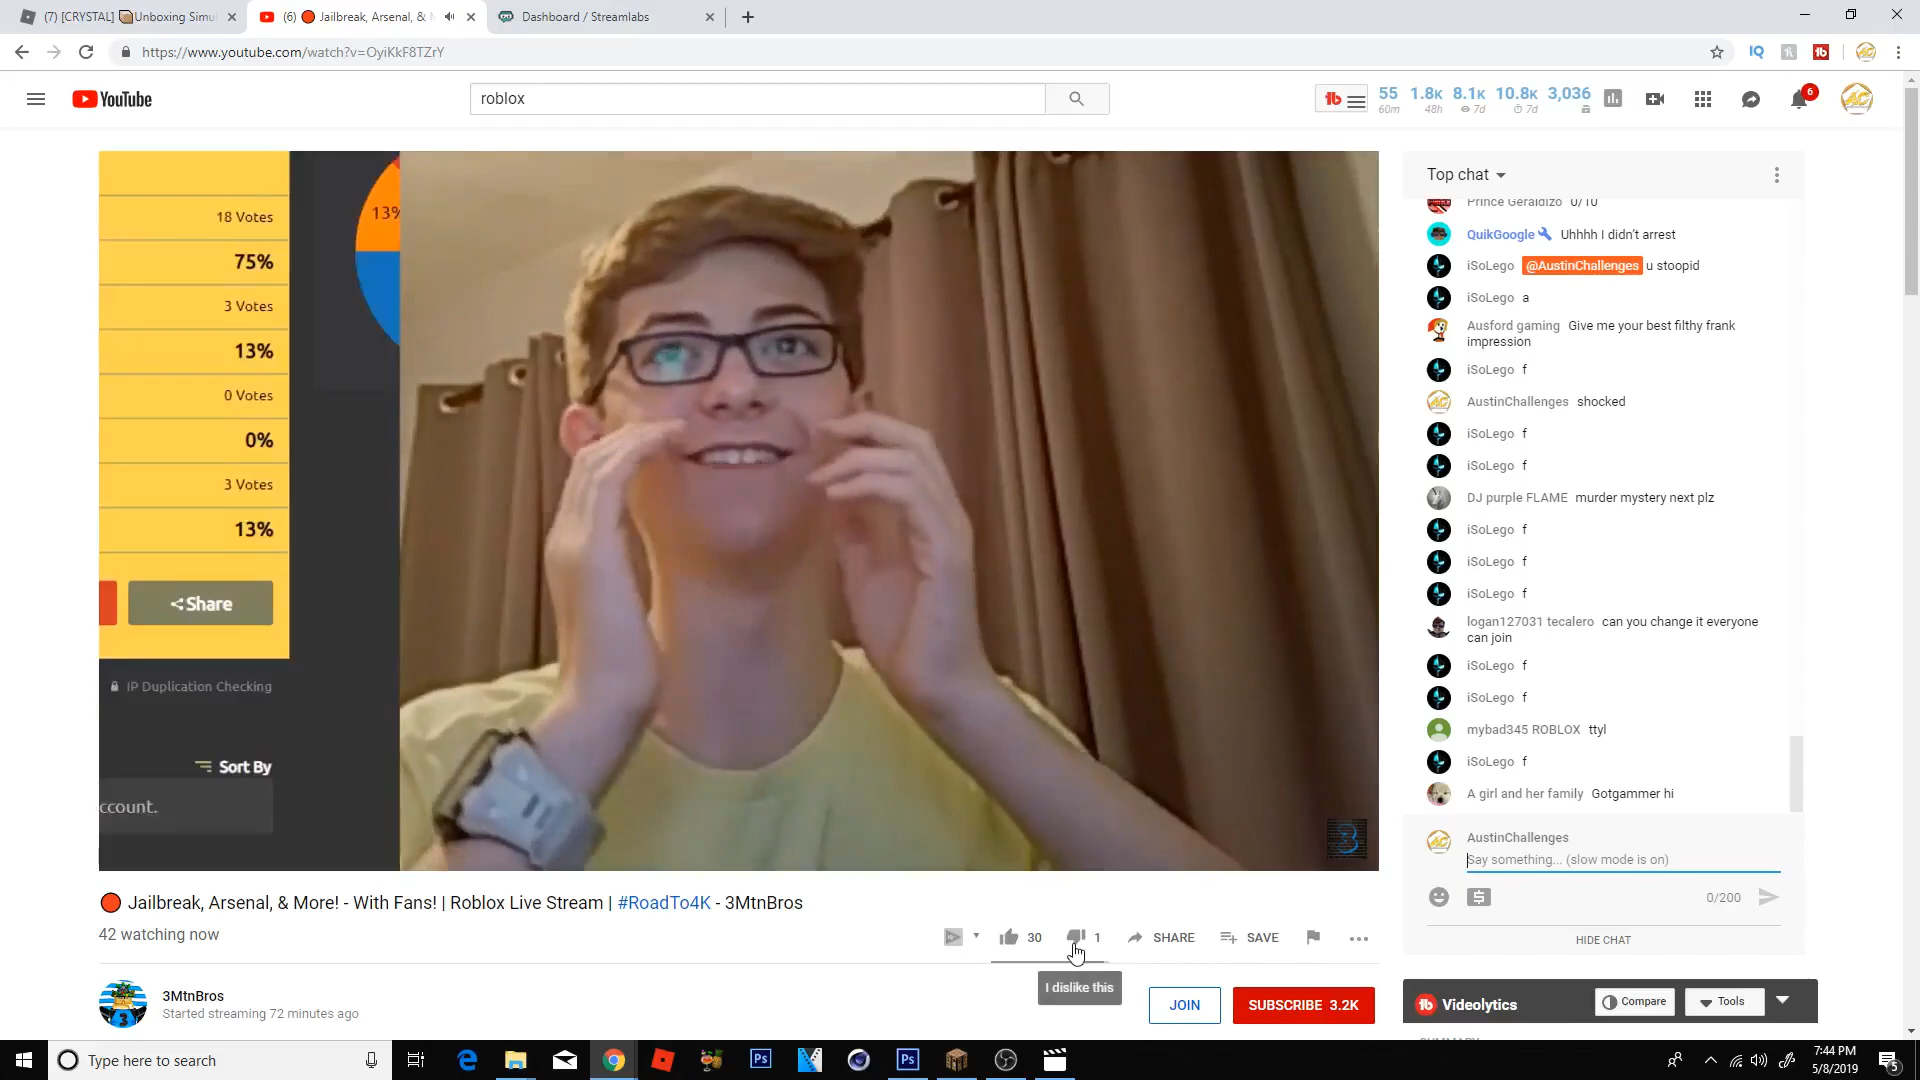 (7) [CRYSTAL] 📦Unboxing Simu
(6) 🔴 Jailbreak, Arsenal, &
Dashboard / Streamlabs
https://www.youtube.com/watch?v=OyiKkF8TZrY
YouTube
roblox
55 1.8K 8.1K 10.8K 3,036
60m 48h 7d 7d
6
18 Votes
75%
3 Votes
13%
0 Votes
0%
3 Votes
13%
Share
IP Duplication Checking
Sort By
ccount.
13%
Top chat
Prince Geraldizo 0/10
QuikGoogle Uhhhh I didn't arrest
iSoLego @AustinChallenges u stoopid
iSoLego a
Ausford gaming Give me your best filthy frank
impression
iSoLego f
AustinChallenges shocked
iSoLego f
iSoLego f
DJ purple FLAME murder mystery next plz
iSoLego f
iSoLego f
iSoLego f
logan127031 tecalero can you change it everyone
can join
iSoLego f
iSoLego f
mybad345 ROBLOX ttyl
iSoLego f
A girl and her family Gotgammer hi
AustinChallenges
Say something... (slow mode is on)
0/200
HIDE CHAT
🔴 Jailbreak, Arsenal, & More! - With Fans! | Roblox Live Stream | #RoadTo4K - 3MtnBros
42 watching now
30 1 SHARE SAVE
I dislike this
3MtnBros
Started streaming 72 minutes ago
JOIN SUBSCRIBE 3.2K
Videolytics Compare Tools
Type here to search
7:44 PM
5/8/2019
5